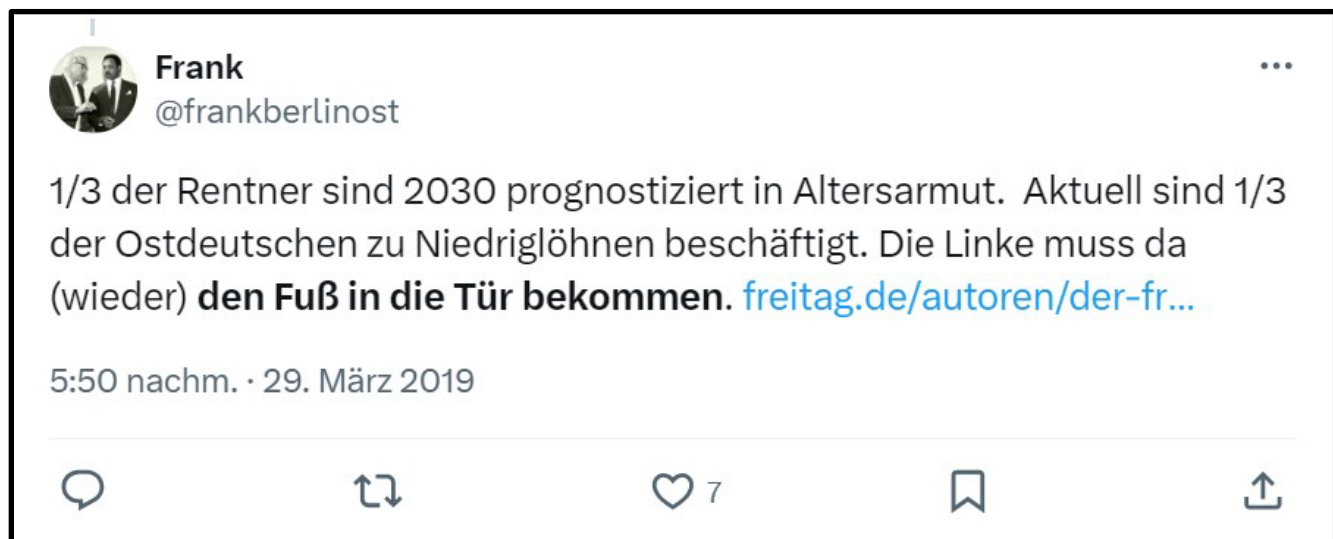 Frank
@frankberlinost
1/3 der Rentner sind 2030 prognostiziert in Altersarmut.  Aktuell sind 1/3
der Ostdeutschen zu Niedriglöhnen beschäftigt. Die Linke muss da
(wieder) den Fuß in die Tür bekommen. freitag.de/autoren/der-fr...
5:50 nachm. · 29. März 2019
7